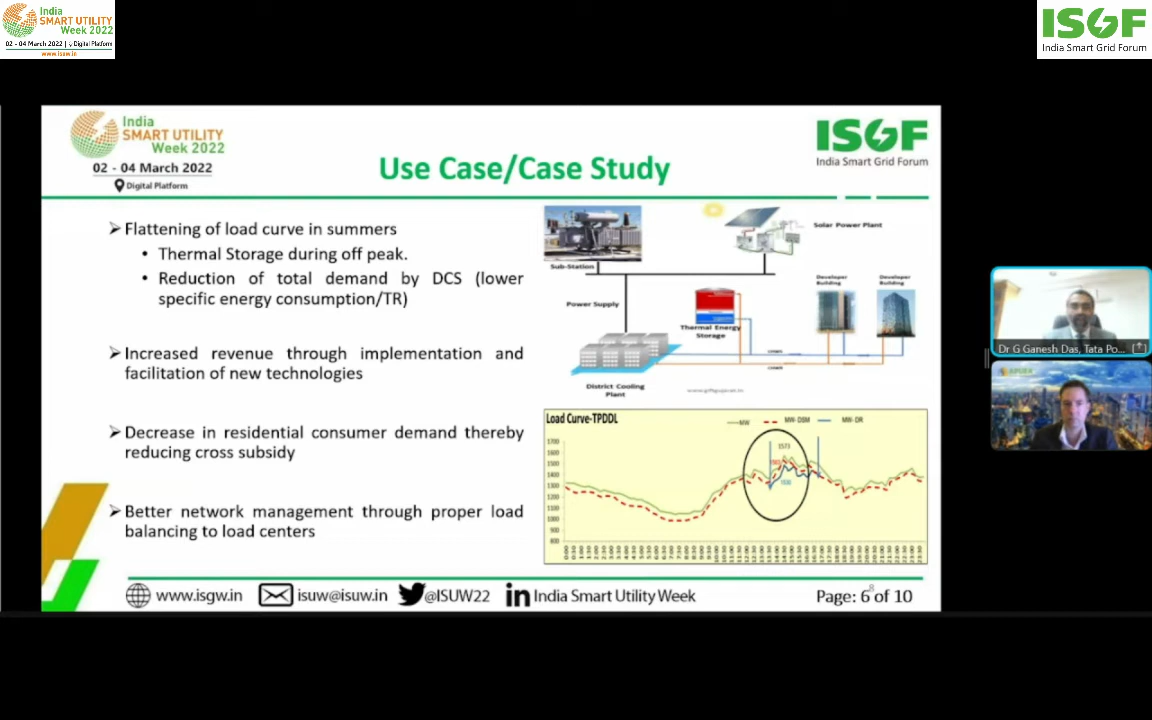 India
SMART UTILITY
Week 2022
02 - 04 March 2022 | Digital Platform
www.isuw.in
ISGF
India Smart Grid Forum
India
SMART UTILITY
Week 2022
02 - 04 March 2022
Digital Platform
ISGF
India Smart Grid Forum
Use Case/Case Study
➢ Flattening of load curve in summers
• Thermal Storage during off peak.
• Reduction of total demand by DCS (lower
specific energy consumption/TR)
➢ Increased revenue through implementation and
facilitation of new technologies
➢ Decrease in residential consumer demand thereby
reducing cross subsidy
➢ Better network management through proper load
balancing to load centers
Sub-Station
Solar Power Plant
Power Supply
Thermal Energy
Storage
Developer
Building
Developer
Building
District Cooling
Plant
www.giftgujarat.in
Load Curve-TPDDL
MW
MW-DSM
MW-DR
1700
1600
1500
1400
1300
1200
1100
1000
900
800
1573
Dr G Ganesh Das, Tata Po...
www.isgw.in
isuw@isuw.in
@ISUW22
India Smart Utility Week
Page: 6 of 10